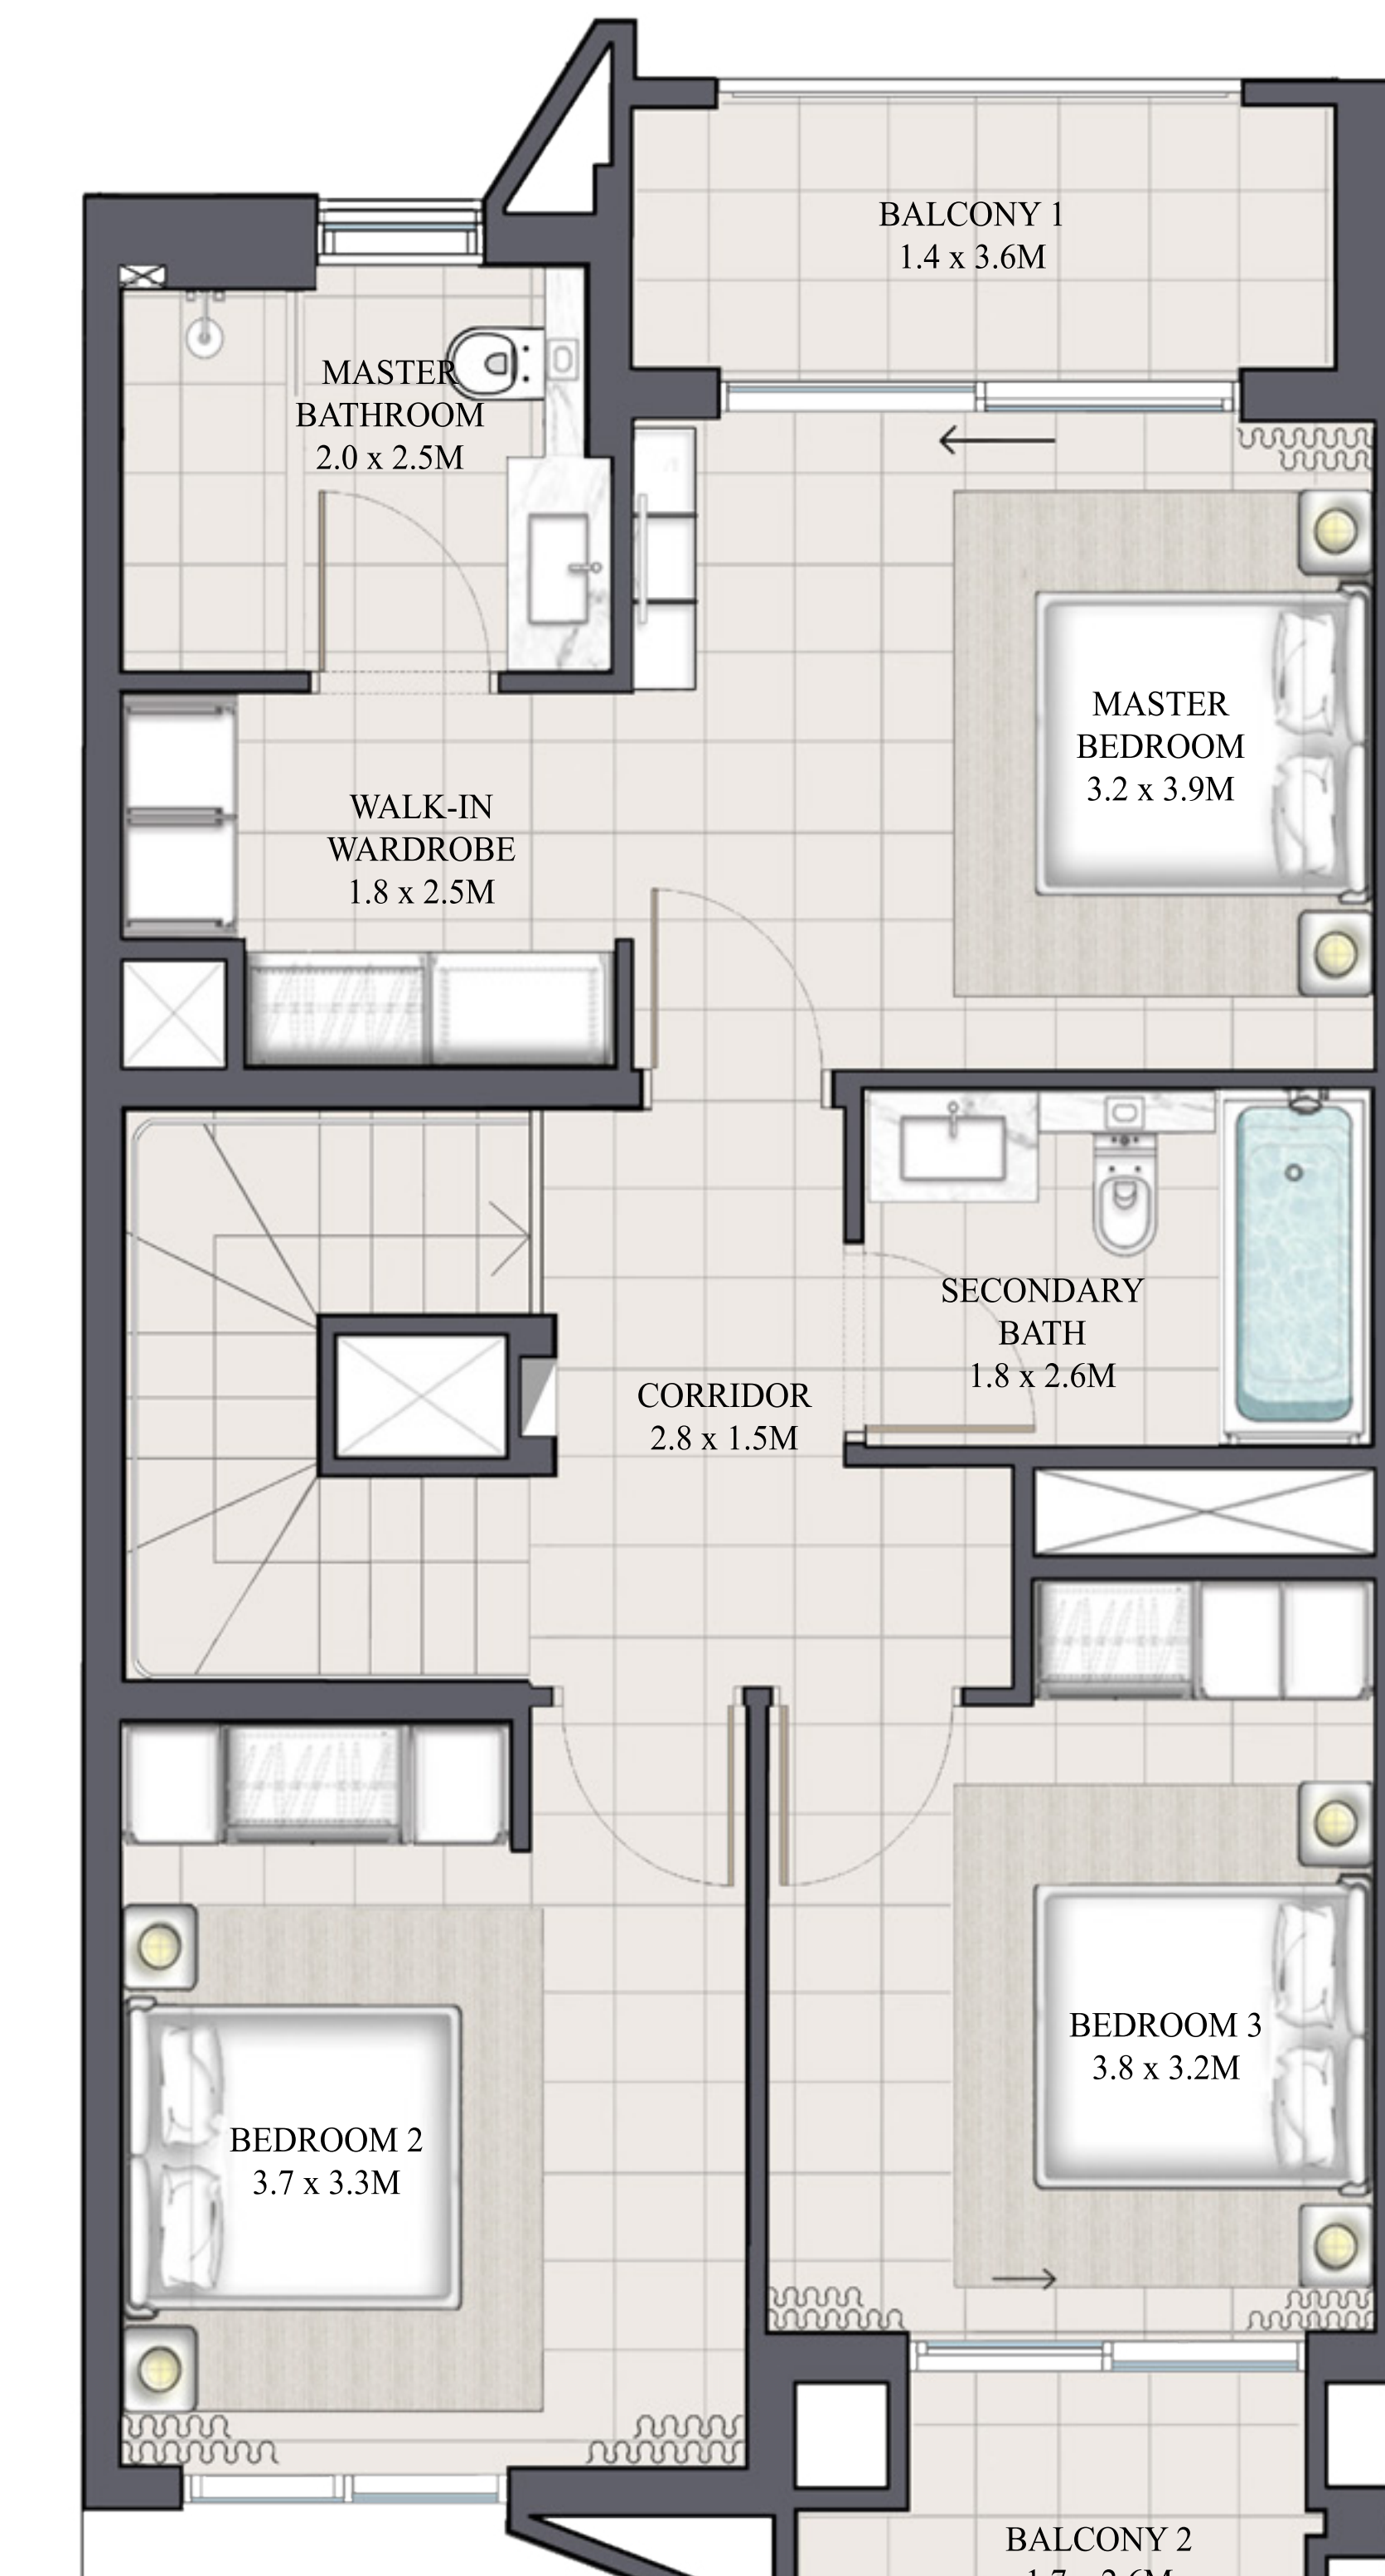 BALCONY 1
1.4 x 3.6M
MASTER
BATHROOM
2.0 x 2.5M
MASTER
BEDROOM
3.2 x 3.9M
WALK-IN
WARDROBE
1.8 x 2.5M
SECONDARY
BATH
1.8 x 2.6M
CORRIDOR
2.8 x 1.5M
BEDROOM 3
3.8 x 3.2M
BEDROOM 2
3.7 x 3.3M
BALCONY 2